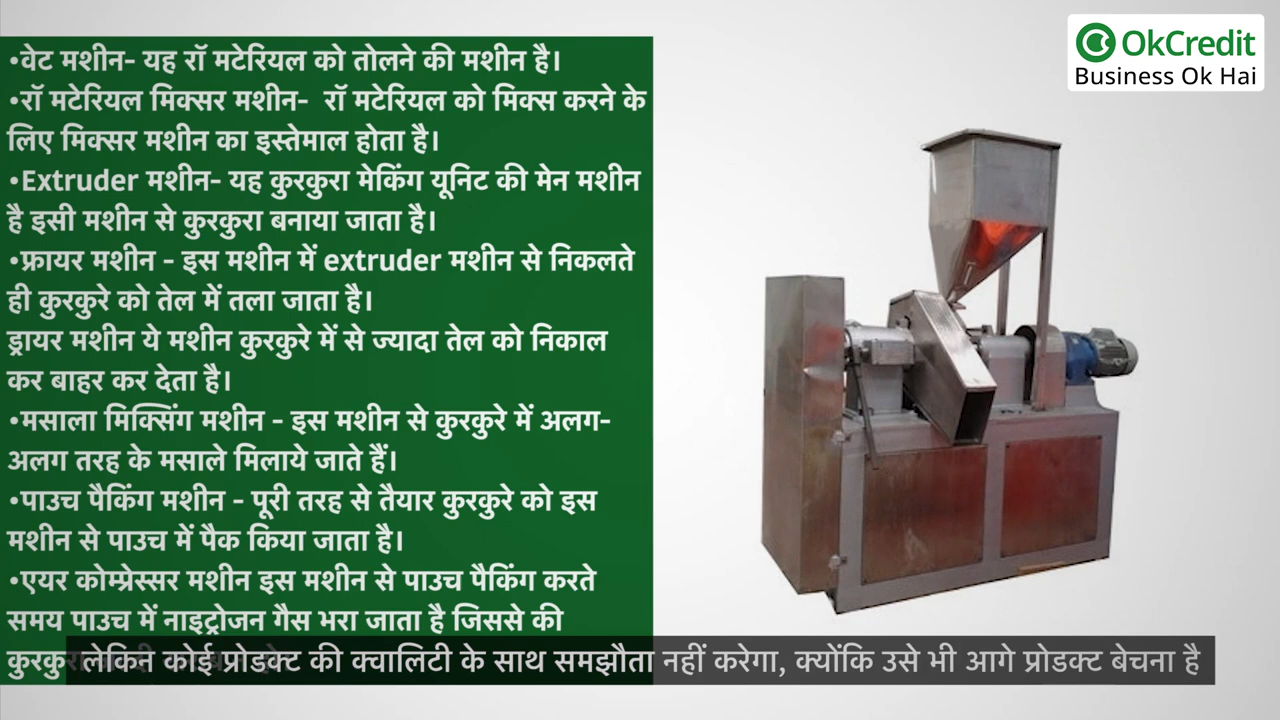 •वेट मशीन- यह रॉ मटेरियल को तोलने की मशीन है।
•रॉ मटेरियल मिक्सर मशीन- रॉ मटेरियल को मिक्स करने के
लिए मिक्सर मशीन का इस्तेमाल होता है।
•Extruder मशीन- यह कुरकुरा मेकिंग यूनिट की मेन मशीन
है इसी मशीन से कुरकुरा बनाया जाता है।
•फ्रायर मशीन - इस मशीन में extruder मशीन से निकलते
ही कुरकुरे को तेल में तला जाता है।
ड्रायर मशीन ये मशीन कुरकुरे में से ज्यादा तेल को निकाल
कर बाहर कर देता है।
•मसाला मिक्सिंग मशीन - इस मशीन से कुरकुरे में अलग-
अलग तरह के मसाले मिलाये जाते हैं।
•पाउच पैकिंग मशीन - पूरी तरह से तैयार कुरकुरे को इस
मशीन से पाउच में पैक किया जाता है।
•एयर कोम्प्रेस्सर मशीन इस मशीन से पाउच पैकिंग करते
समय पाउच में नाइट्रोजन गैस भरा जाता है जिससे की
OkCredit
Business Ok Hai
लेकिन कोई प्रोडक्ट की क्वालिटी के साथ समझौता नहीं करेगा, क्योंकि उसे भी आगे प्रोडक्ट बेचना है